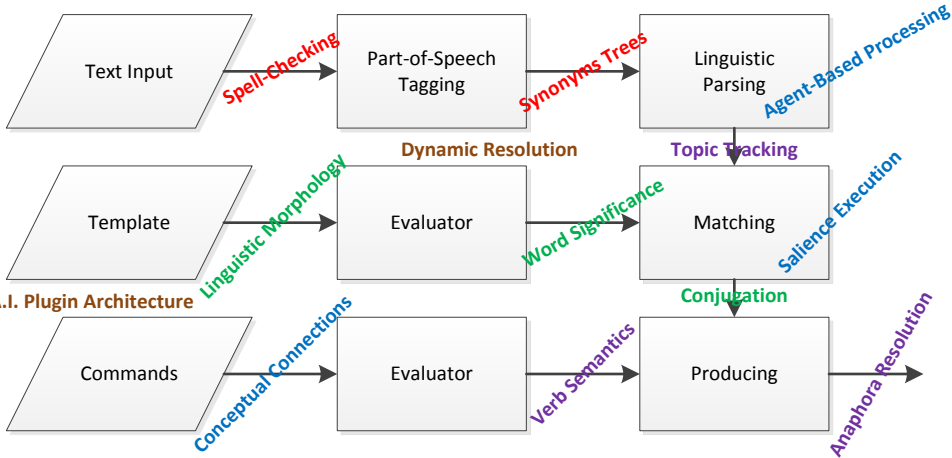 Text Input
Spell-Checking
Part-of-Speech
Tagging
Synonyms Trees
Linguistic
Parsing
Agent-Based Processing
Dynamic Resolution
Topic Tracking
Template
Linguistic Morphology
Evaluator
Word Significance
Matching
Salience Execution
.I. Plugin Architecture
Conjugation
Commands
Conceptual Connections
Evaluator
Verb Semantics
Producing
Anaphora Resolution